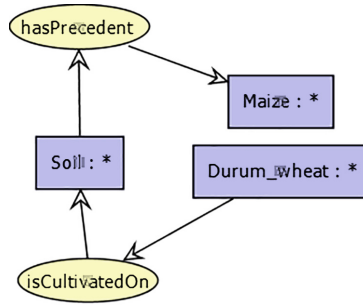 hasPrecedent
Maize : *
Soil : *
Durum_wheat : *
isCultivatedOn